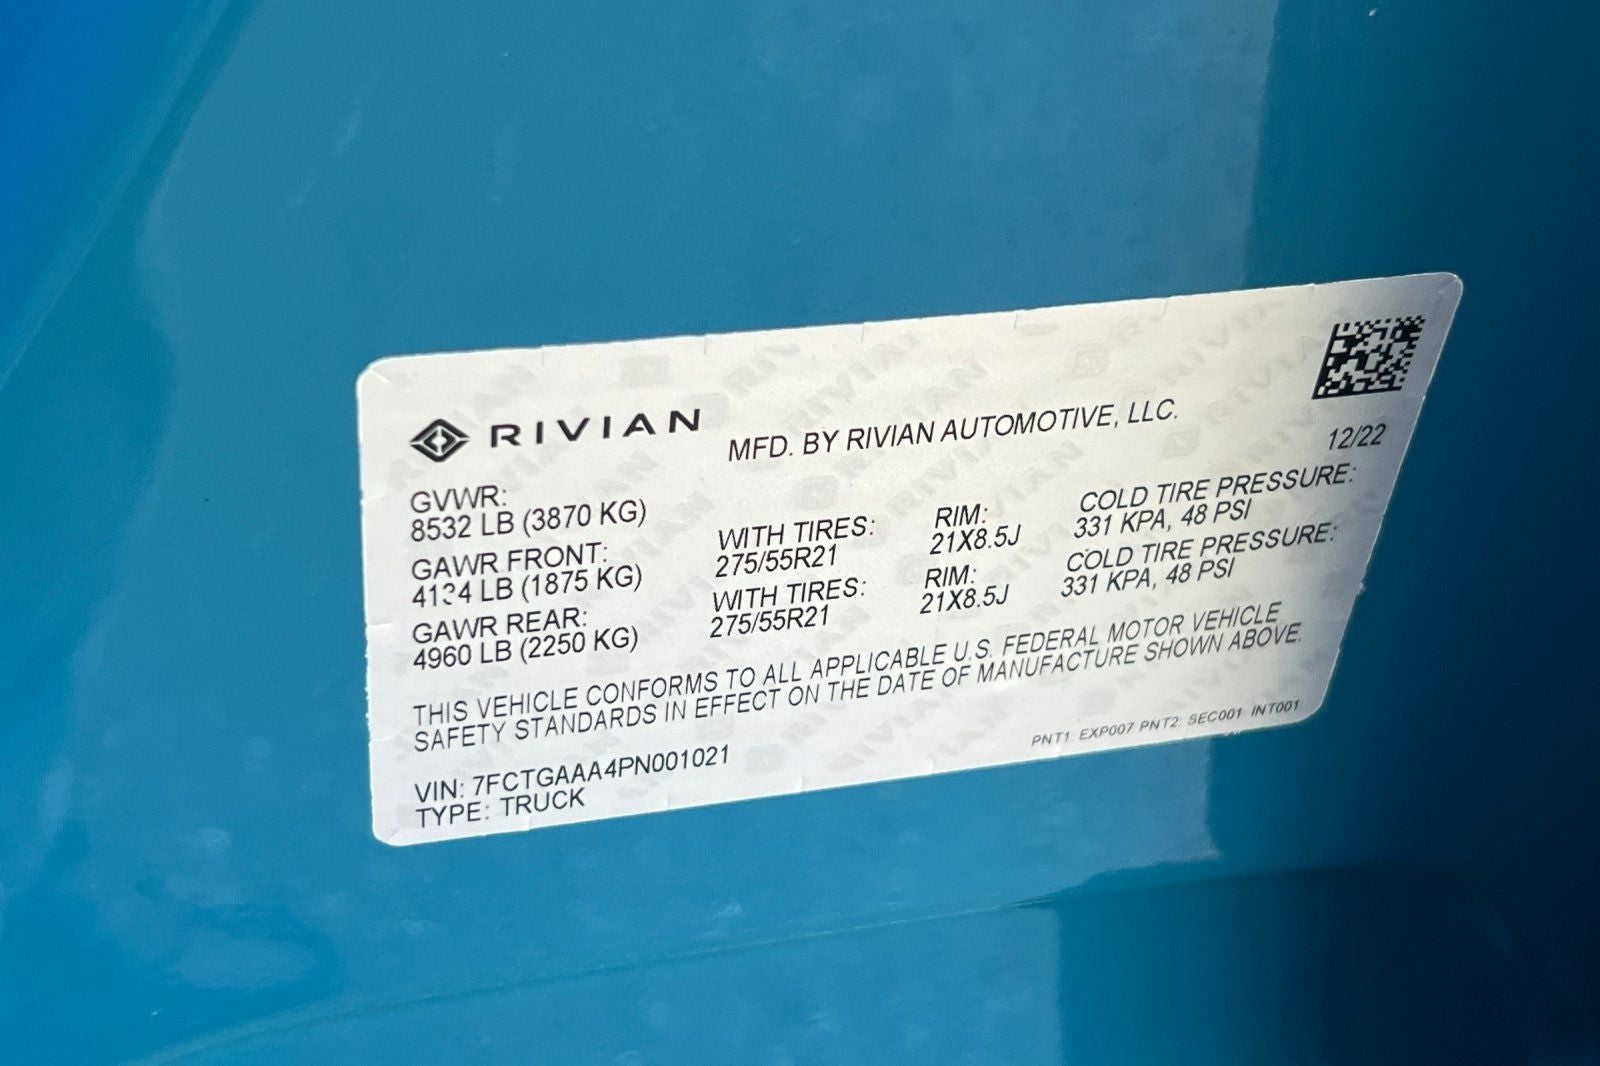 RIVIAN
MFD. BY RIVIAN AUTOMOTIVE, LLC.
12/22
GVWR:
8532 LB (3870 KG)
GAWR FRONT:
4134 LB (1875 KG)
WITH TIRES:
275/55R21
RIM:
21X8.5J
COLD TIRE PRESSURE:
331 KPA, 48 PSI
GAWR REAR:
4960 LB (2250 KG)
WITH TIRES:
275/55R21
RIM:
21X8.5J
COLD TIRE PRESSURE:
331 KPA, 48 PSI
THIS VEHICLE CONFORMS TO ALL APPLICABLE U.S. FEDERAL MOTOR VEHICLE
SAFETY STANDARDS IN EFFECT ON THE DATE OF MANUFACTURE SHOWN ABOVE.
PNT1: EXP007 PNT2: SEC001 INT001
VIN: 7FCTGAAA4PN001021
TYPE: TRUCK